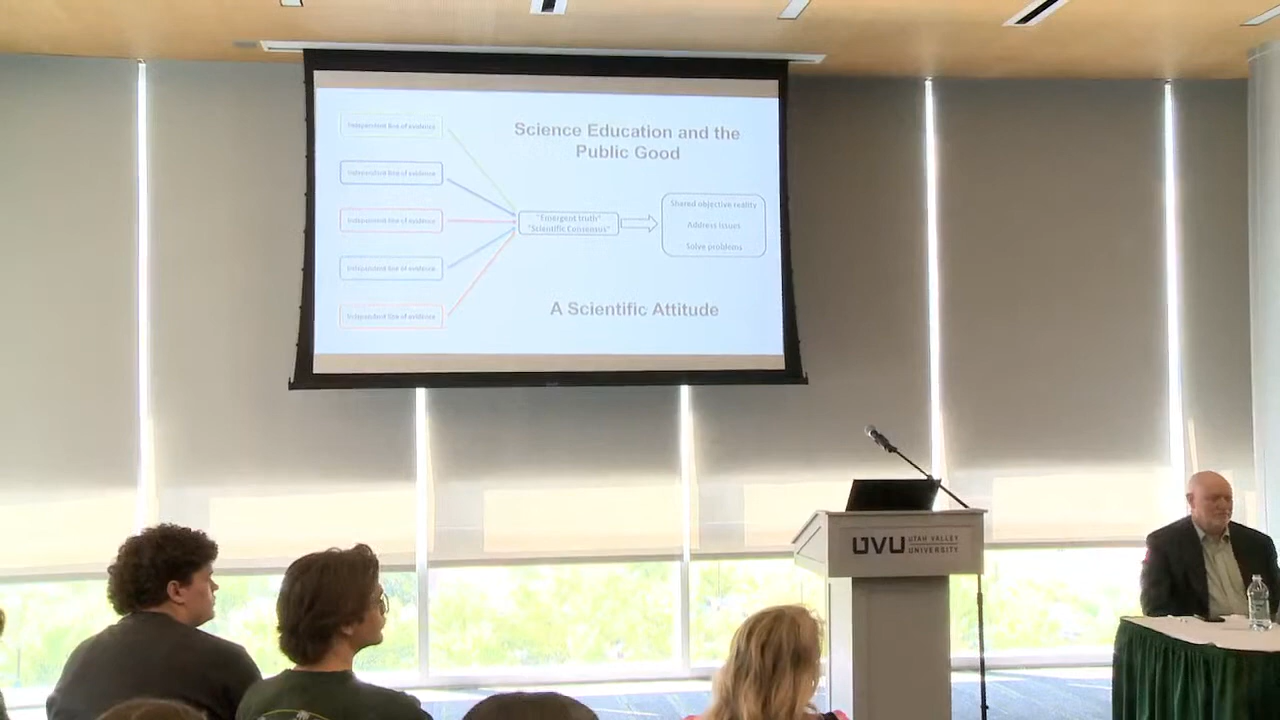 Science Education and the
Public Good
Independent line of evidence
Independent line of evidence
Independent line of evidence
Independent line of evidence
Independent line of evidence
"Emergent truth"
"Scientific Consensus"
Shared objective reality
Address issues
Solve problems
A Scientific Attitude
UVU UTAH VALLEY
UNIVERSITY